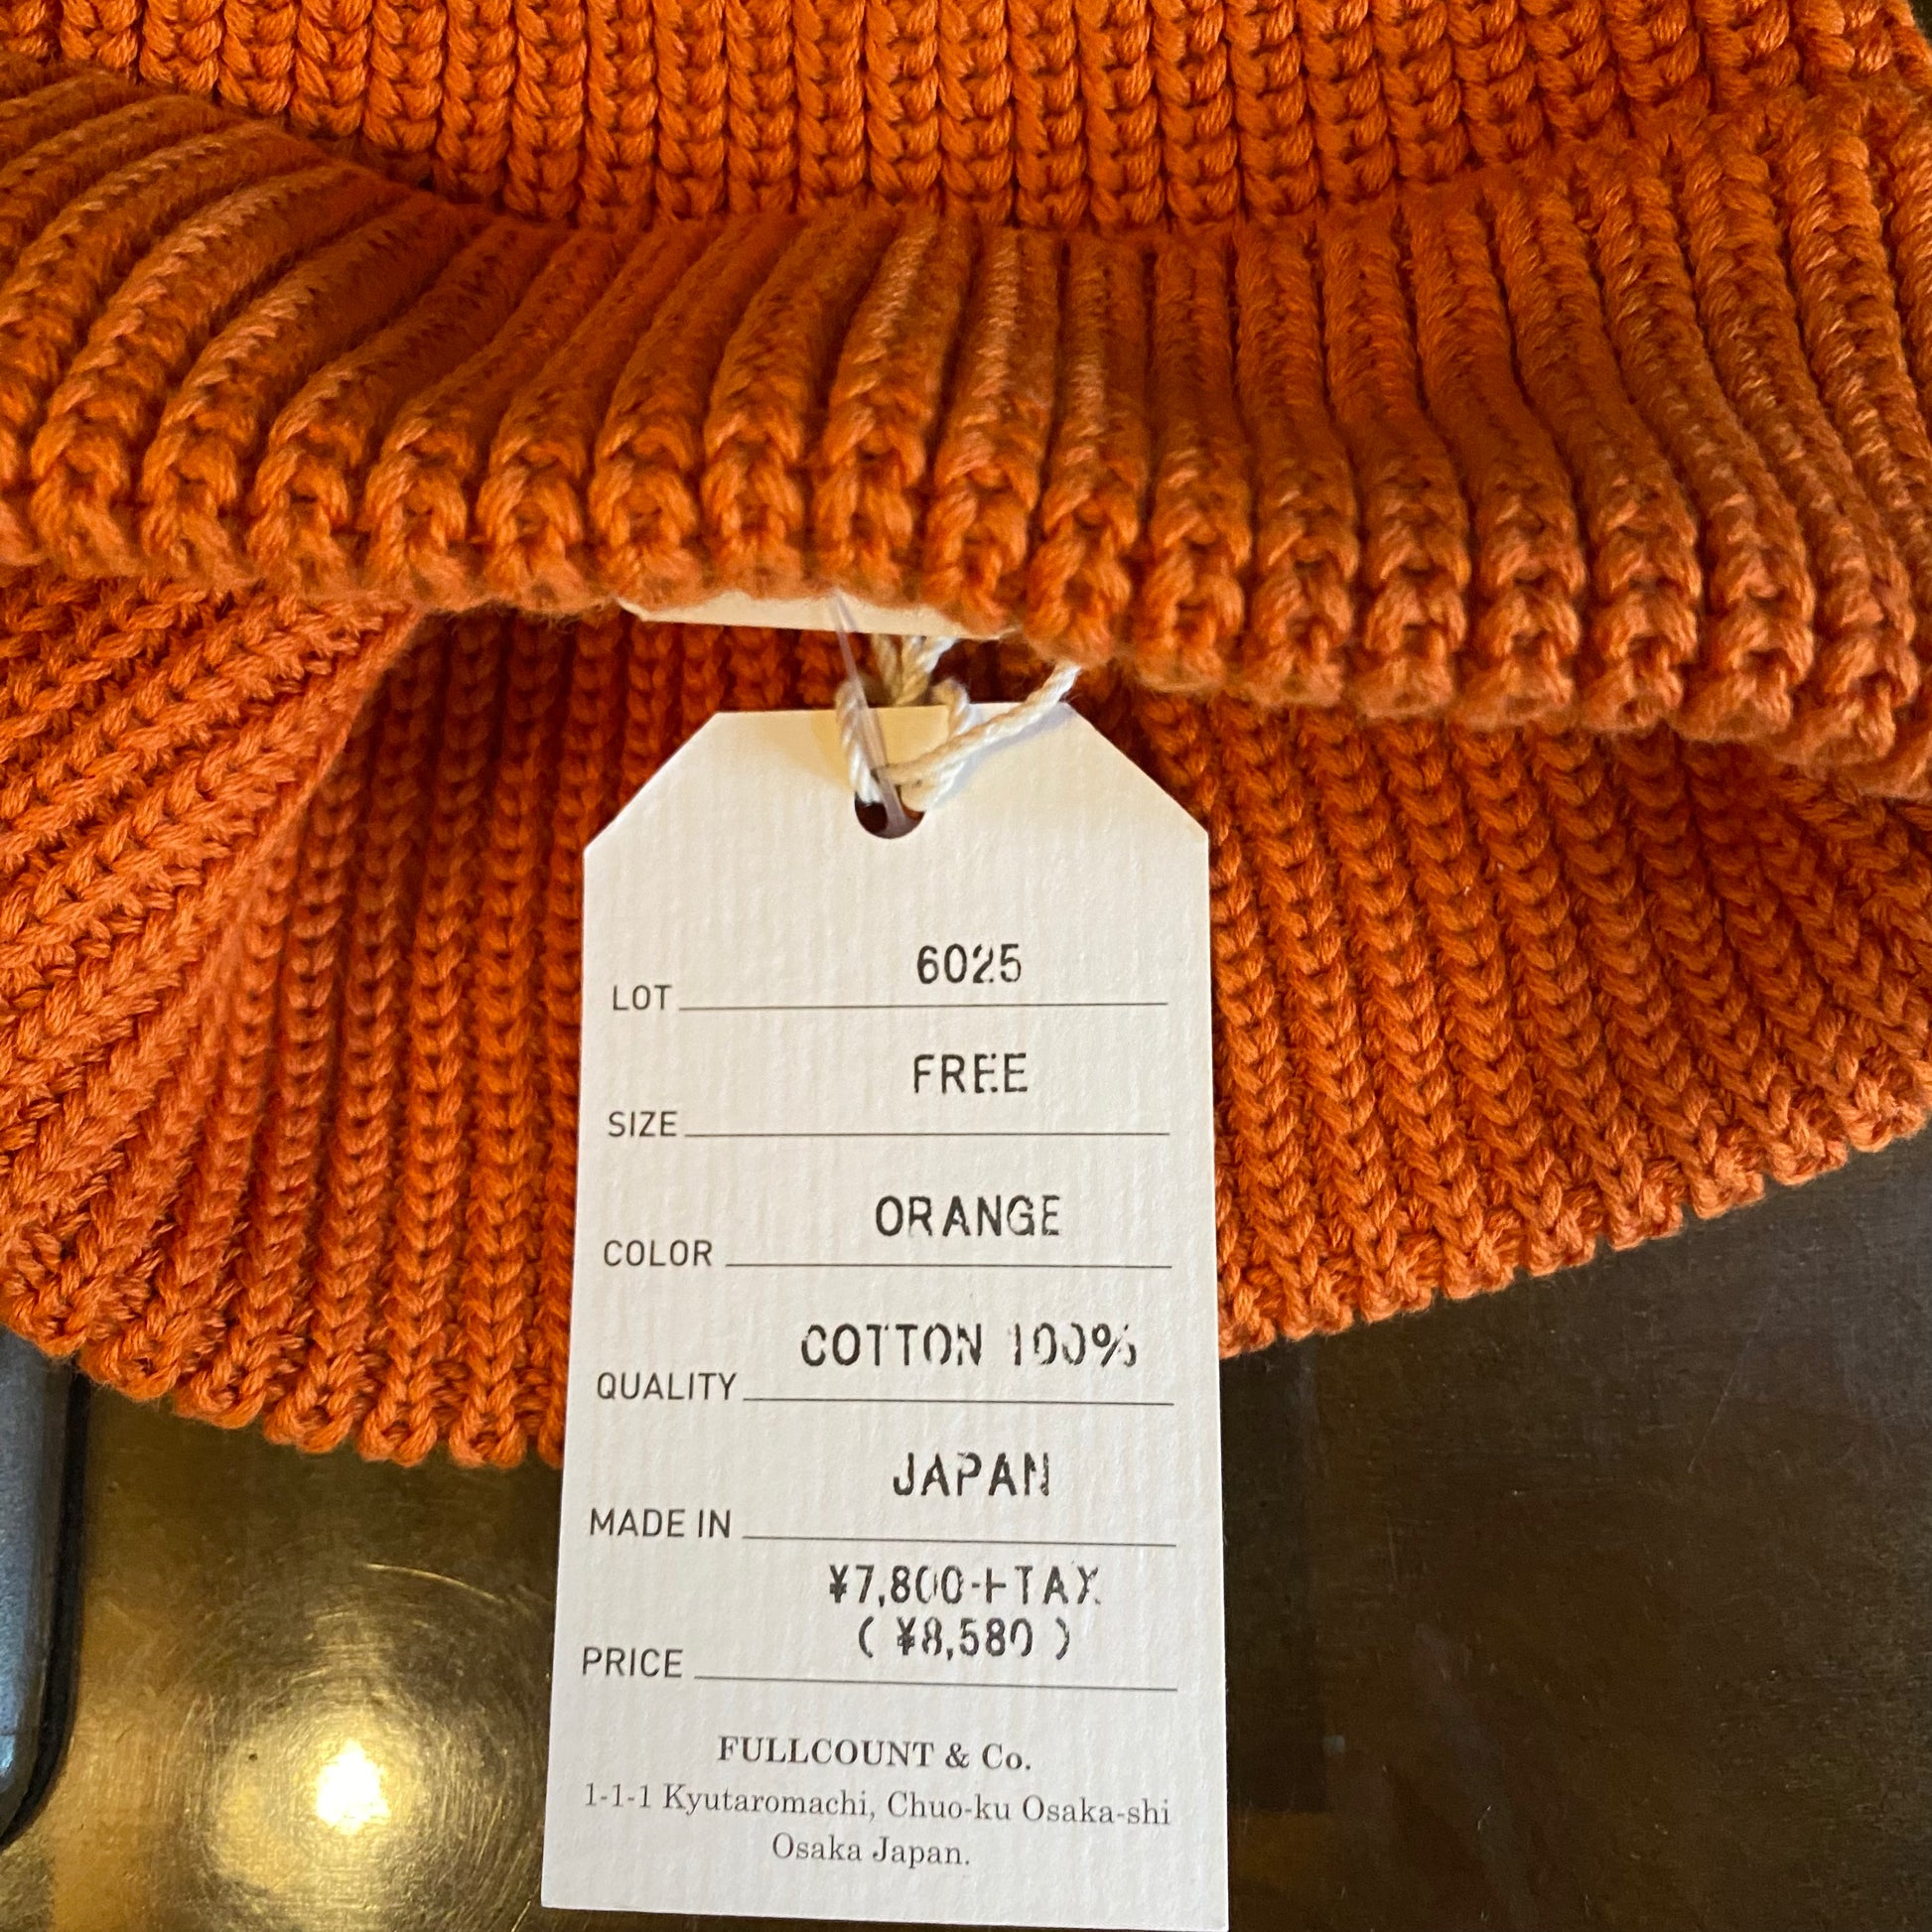 6025
LOT
FREE
SIZE
ORANGE
COLOR
COTTON 100%
QUALITY
JAPAN
MADE IN
¥7,800+TAX
( ¥8,580 )
PRICE
FULLCOUNT & Co.
1-1-1 Kyutaromachi, Chuo-ku Osaka-shi
Osaka Japan.